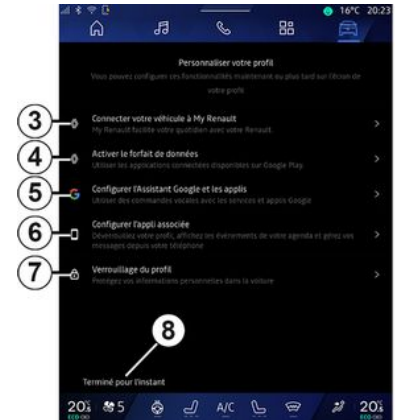 16°C 20:23
Personnaliser votre profil
Vous pouvez configurer ces fonctionnalités maintenant ou plus tard sur l'écran de
votre profil
3 Connecter votre véhicule à My Renault
My Renault facilite votre quotidien avec votre Renault.
4 Activer le forfait de données
Utiliser les applications connectées disponibles sur Google Play
5 Configurer l'Assistant Google et les applis
Utiliser des commandes vocales avec les services et applis Google
6 Configurer l'appli associée
Déverrouillez votre profil, affichez les événements de votre agenda et gérez vos
messages depuis votre téléphone
7 Verrouillage du profil
Protégez vos informations personnelles dans la voiture
8
Terminé pour l'instant
20 5 A/C 20
ECO ECO